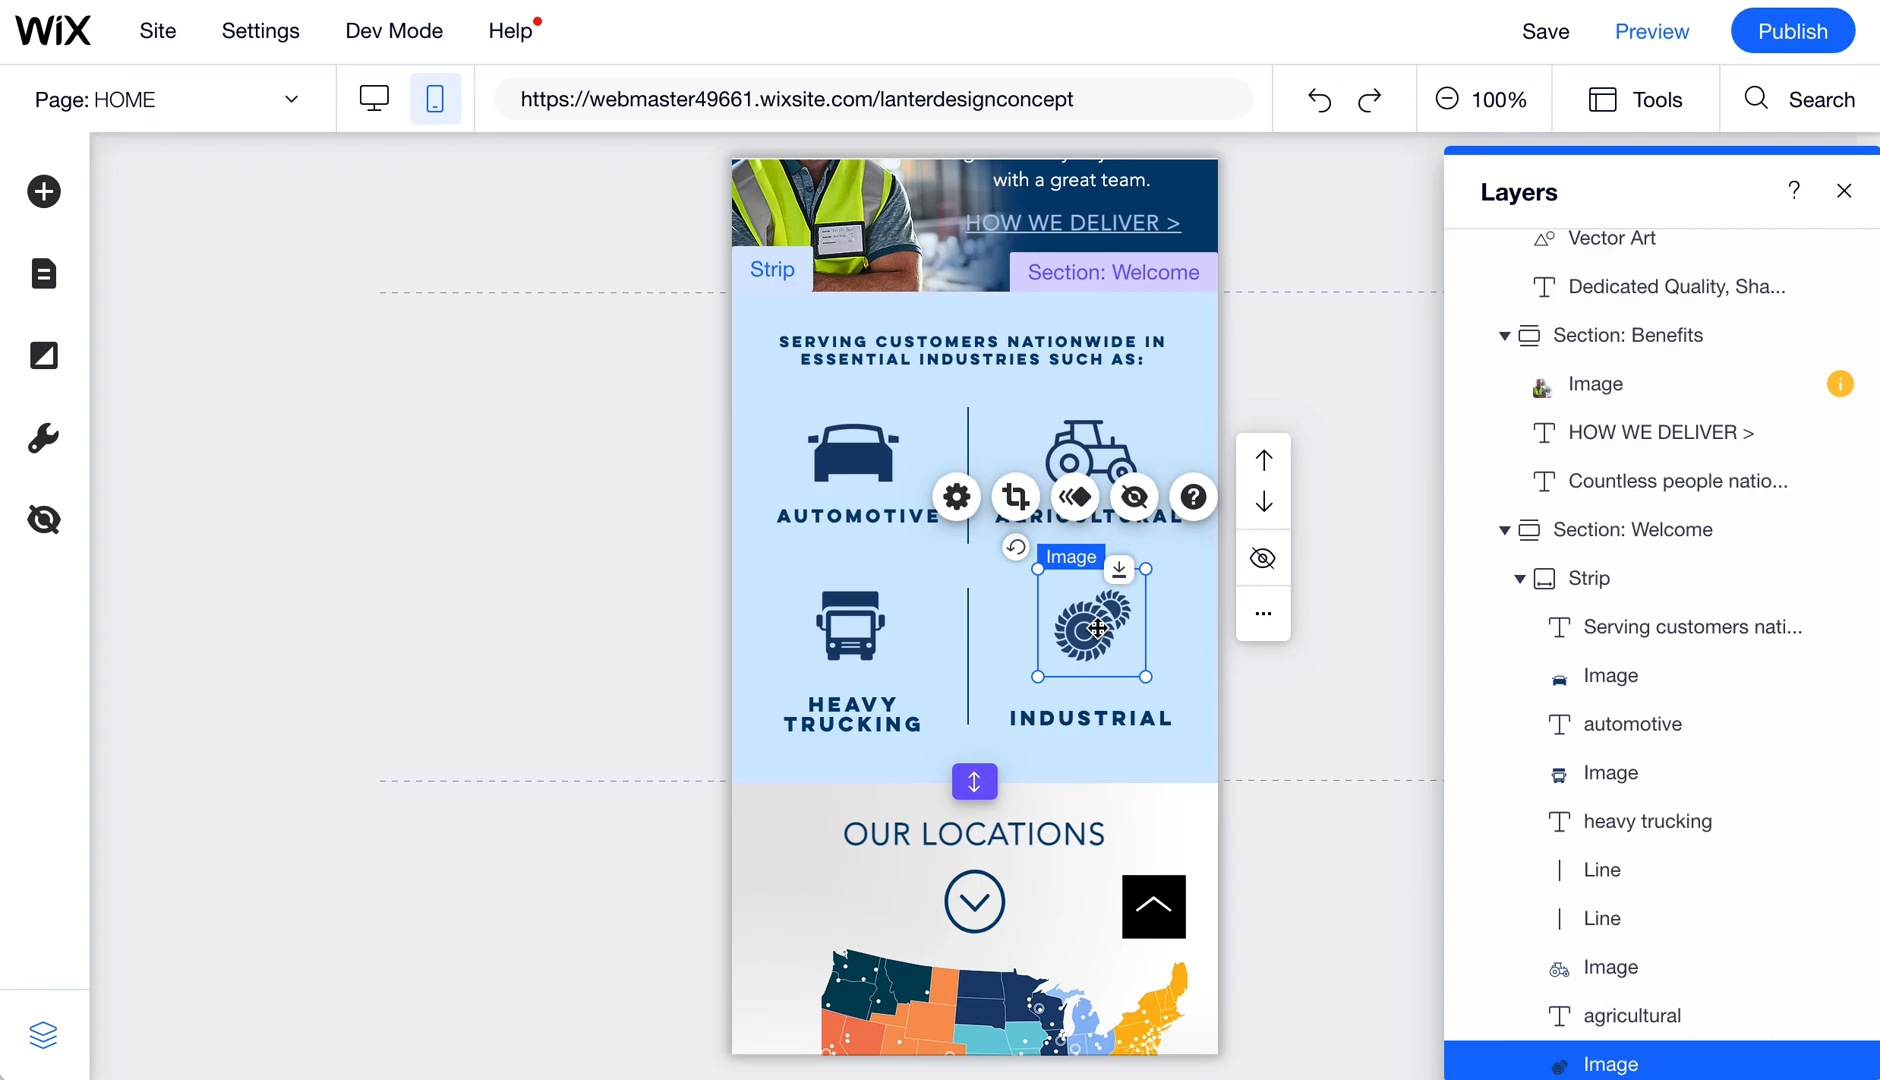 WiX
Site
Settings
Dev Mode
Help
Save
Preview
Publish
Page: HOME
https://webmaster49661.wixsite.com/lanterdesignconcept
100%
Tools
Search
with a great team.
HOW WE DELIVER >
Strip
Section: Welcome
SERVING CUSTOMERS NATIONWIDE IN
ESSENTIAL INDUSTRIES SUCH AS:
AUTOMOTIVE
AGRICULTURAL
Image
HEAVY
TRUCKING
INDUSTRIAL
OUR LOCATIONS
Layers
?
Vector Art
Dedicated Quality, Sha...
Section: Benefits
Image
HOW WE DELIVER >
Countless people natio...
Section: Welcome
Strip
Serving customers nati...
Image
automotive
Image
heavy trucking
Line
Line
Image
agricultural
Image